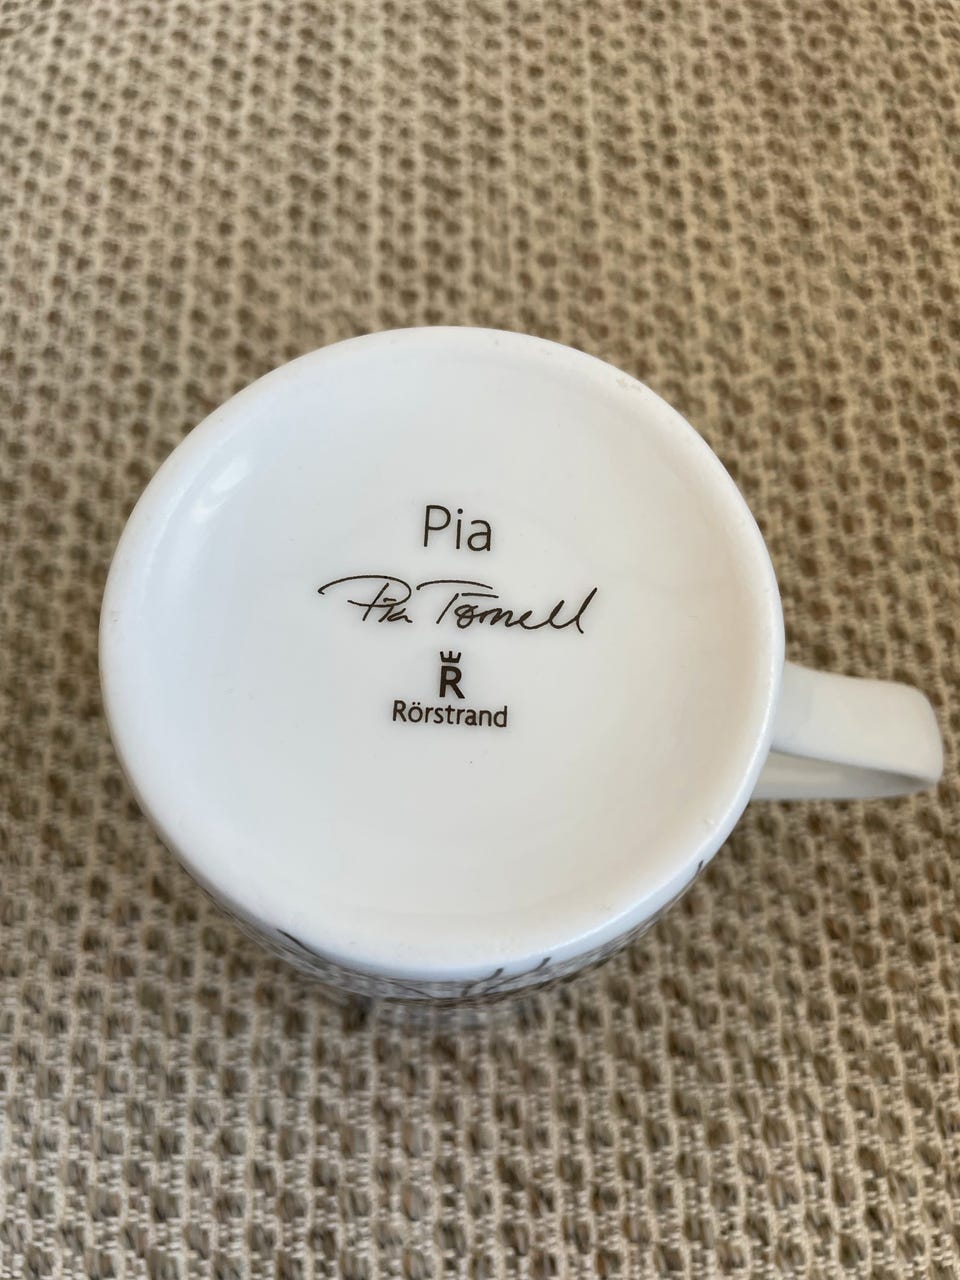 Pia
Pia Törnell
R
Rörstrand